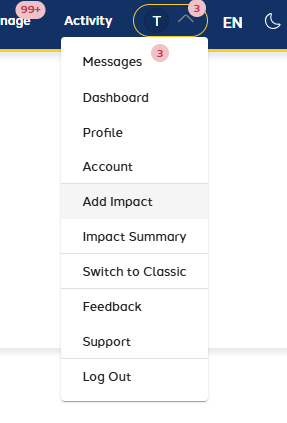 nage 99+ Activity T 3 EN
Messages 3
Dashboard
Profile
Account
Add Impact
Impact Summary
Switch to Classic
Feedback
Support
Log Out